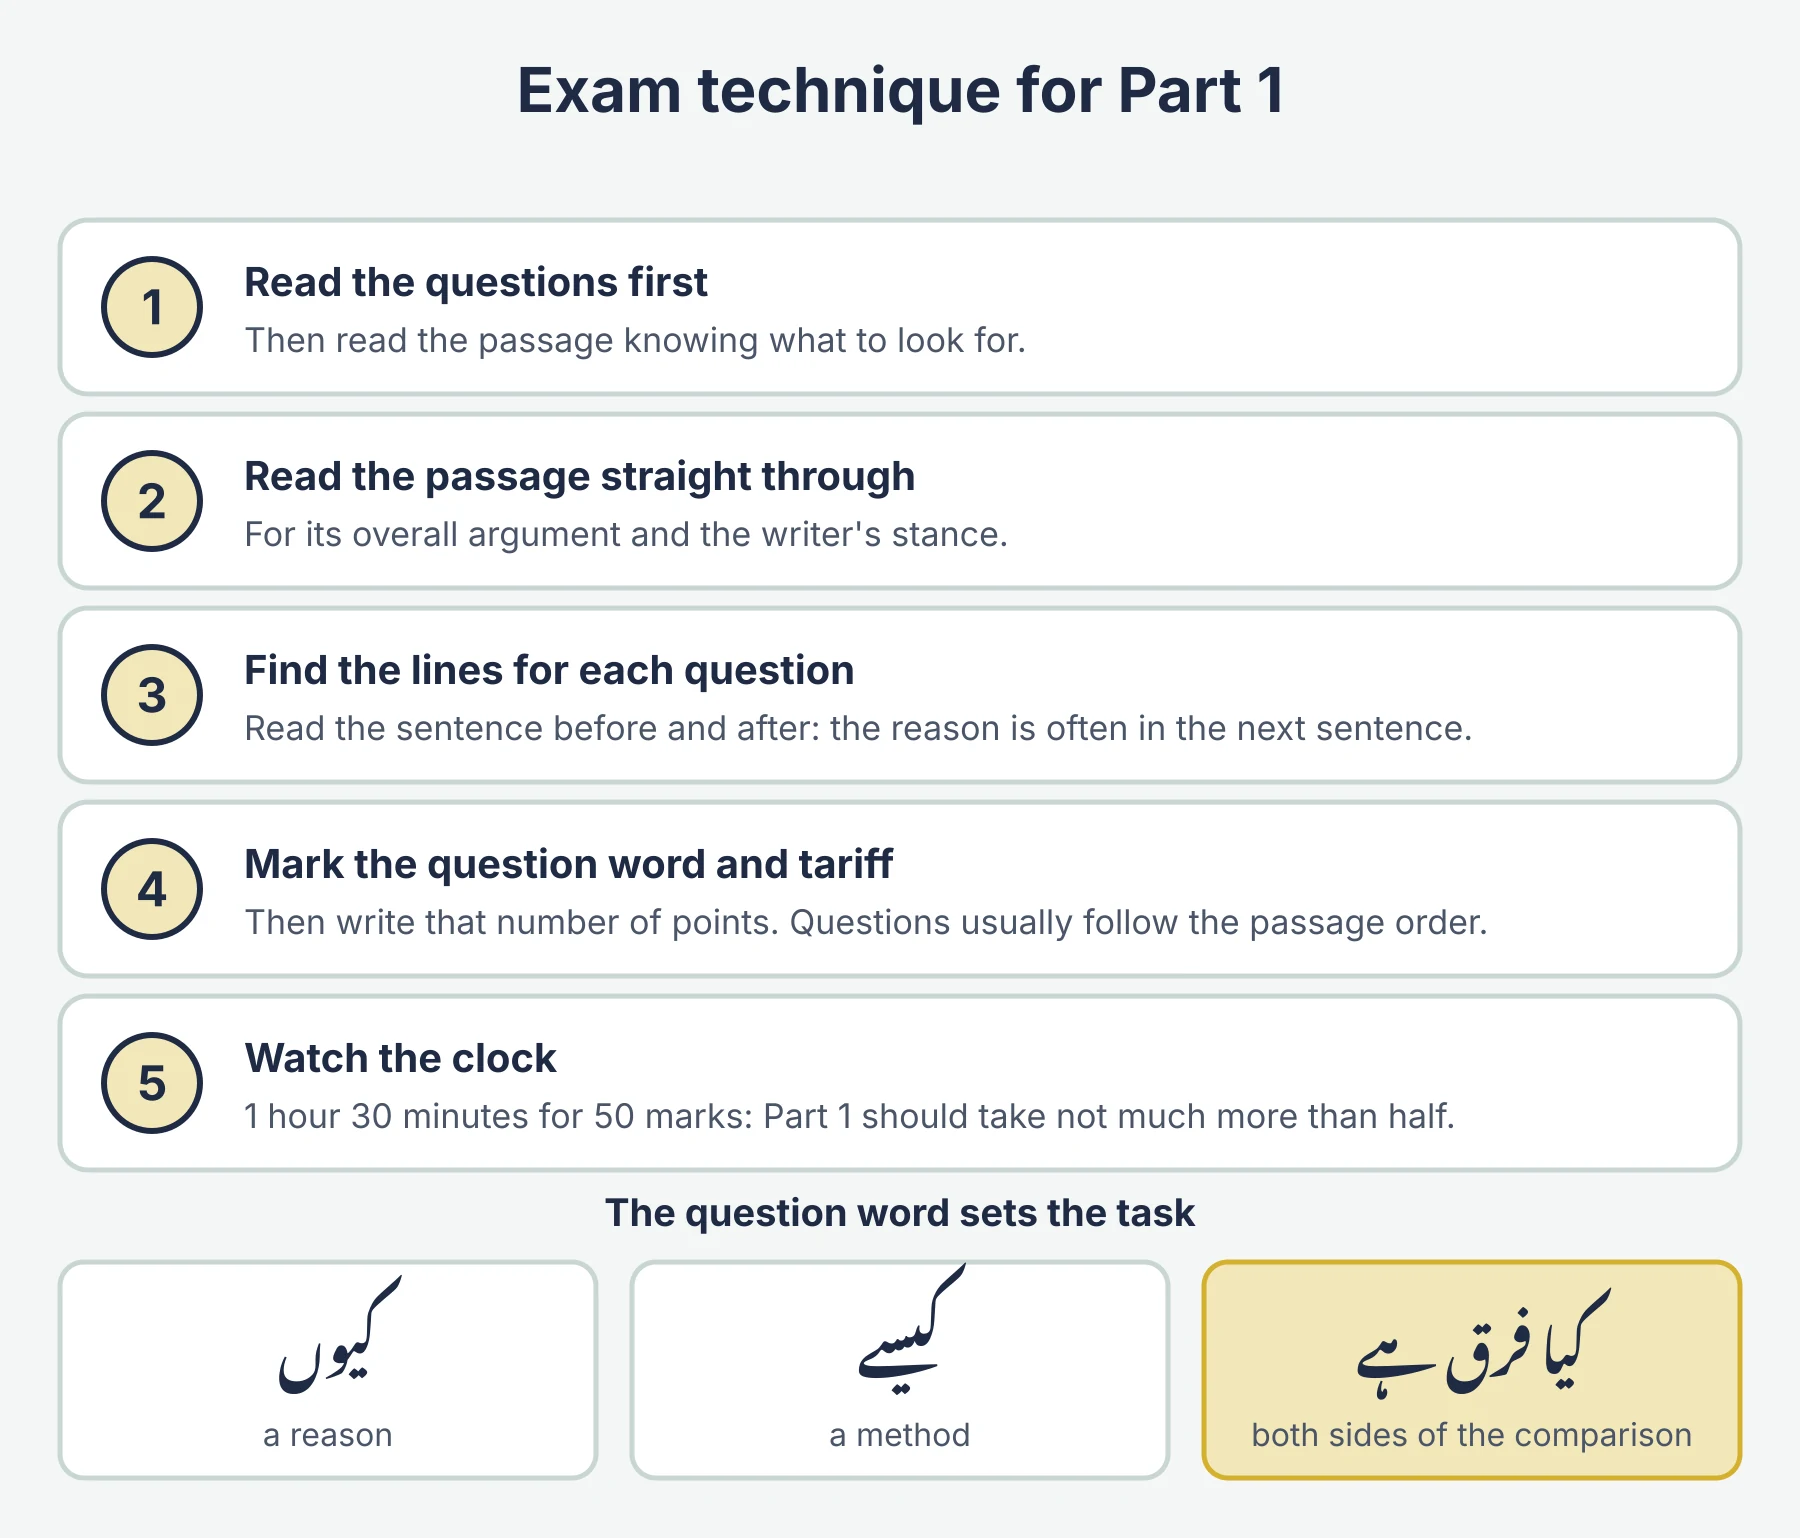 Exam technique for Part 1
1
Read the questions first
Then read the passage knowing what to look for.
2
Read the passage straight through
For its overall argument and the writer's stance.
3
Find the lines for each question
Read the sentence before and after: the reason is often in the next sentence.
4
Mark the question word and tariff
Then write that number of points. Questions usually follow the passage order.
5
Watch the clock
1 hour 30 minutes for 50 marks: Part 1 should take not much more than half.
The question word sets the task
کیوں
a reason
کیسے
a method
کیا فرق ہے
both sides of the comparison